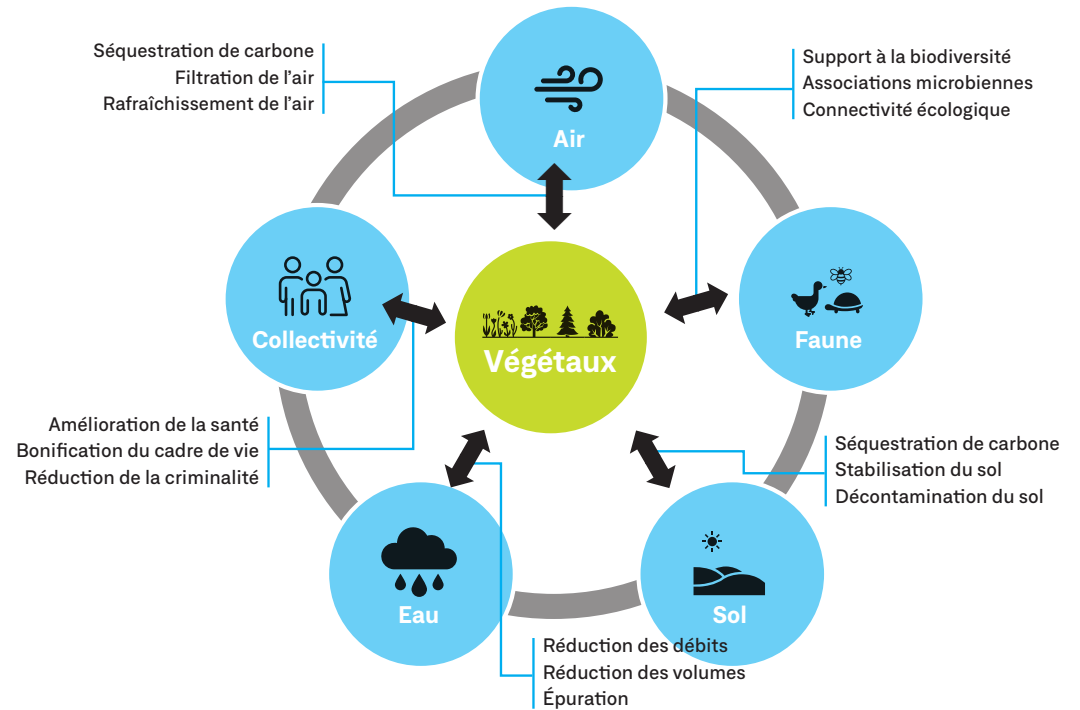 Séquestration de carbone
Filtration de l'air
Rafraîchissement de l'air
Support à la biodiversité
Associations microbiennes
Connectivité écologique
Air
Collectivité
Végétaux
Faune
Amélioration de la santé
Bonification du cadre de vie
Réduction de la criminalité
Séquestration de carbone
Stabilisation du sol
Décontamination du sol
Eau
Sol
Réduction des débits
Réduction des volumes
Épuration